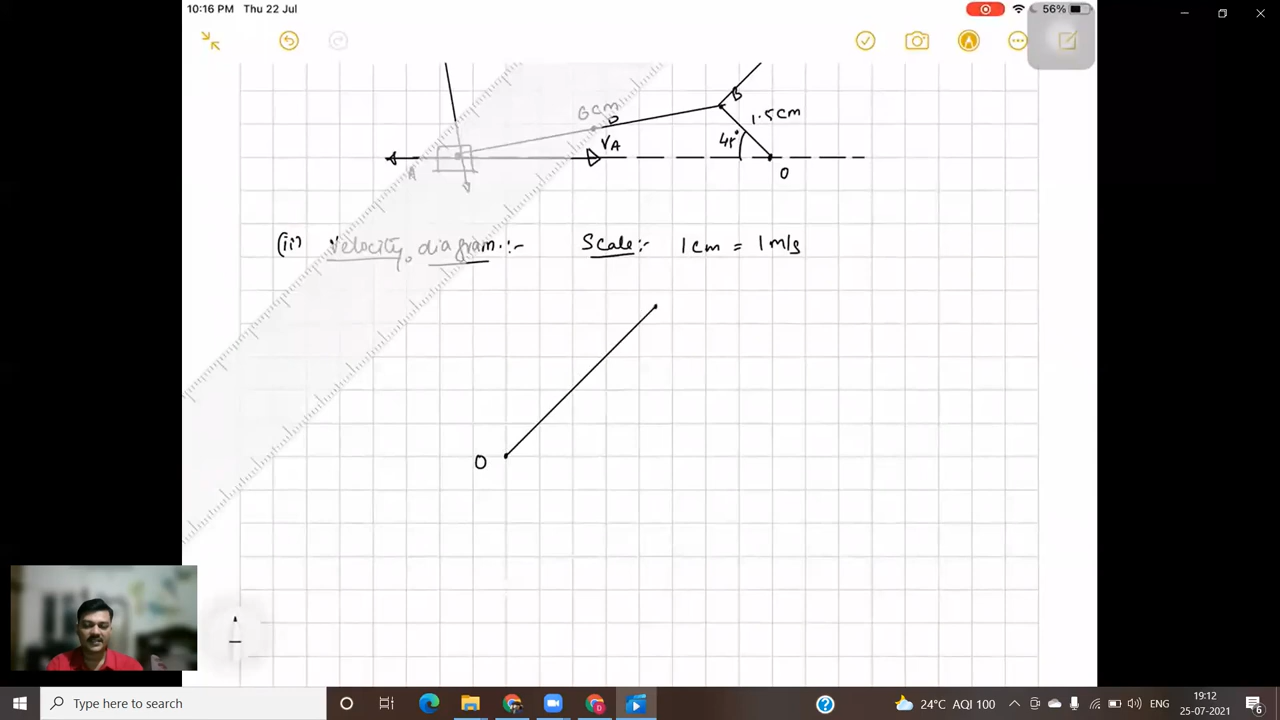 10:16 PM Thu 22 Jul
56%
6cm
D
B
1.5cm
VA
45°
A
O
(ii) Velocity diagram :- Scale :- 1cm = 1m/s
O
Type here to search
24°C AQI 100
ENG
19:12
25-07-2021
6